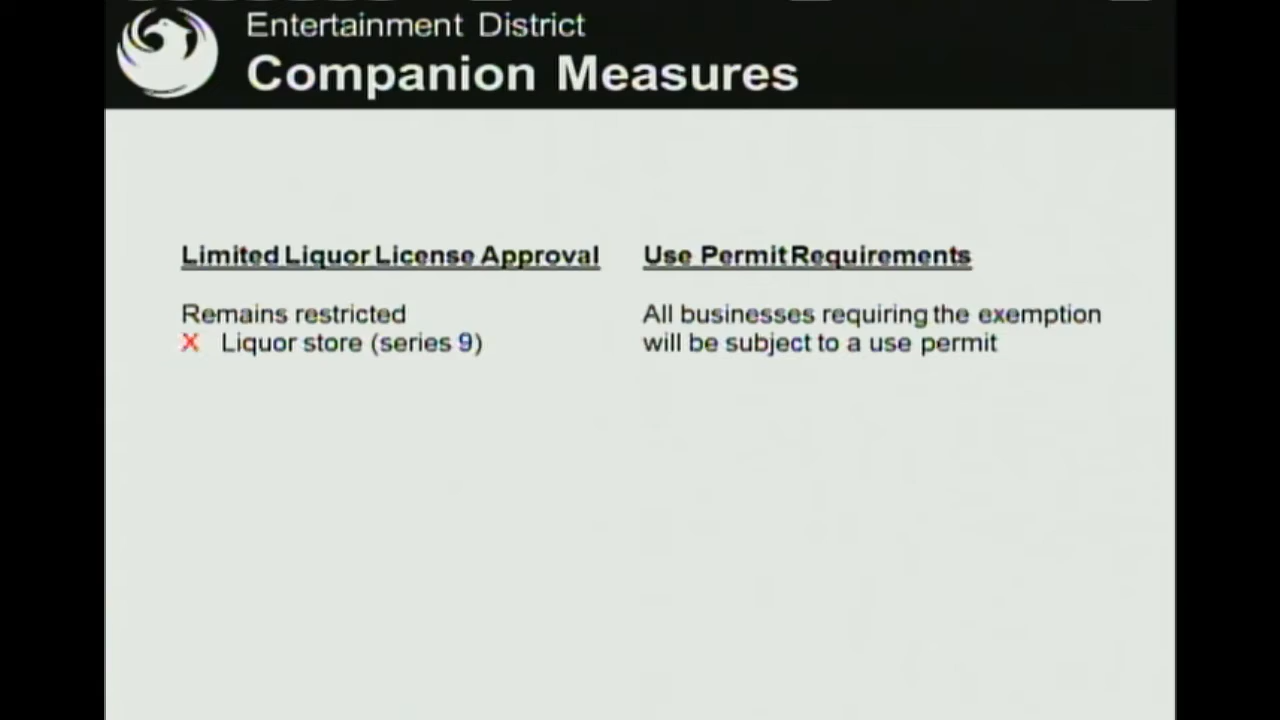 Entertainment District
Companion Measures
Limited Liquor License Approval
Remains restricted
X Liquor store (series 9)
Use Permit Requirements
All businesses requiring the exemption
will be subject to a use permit